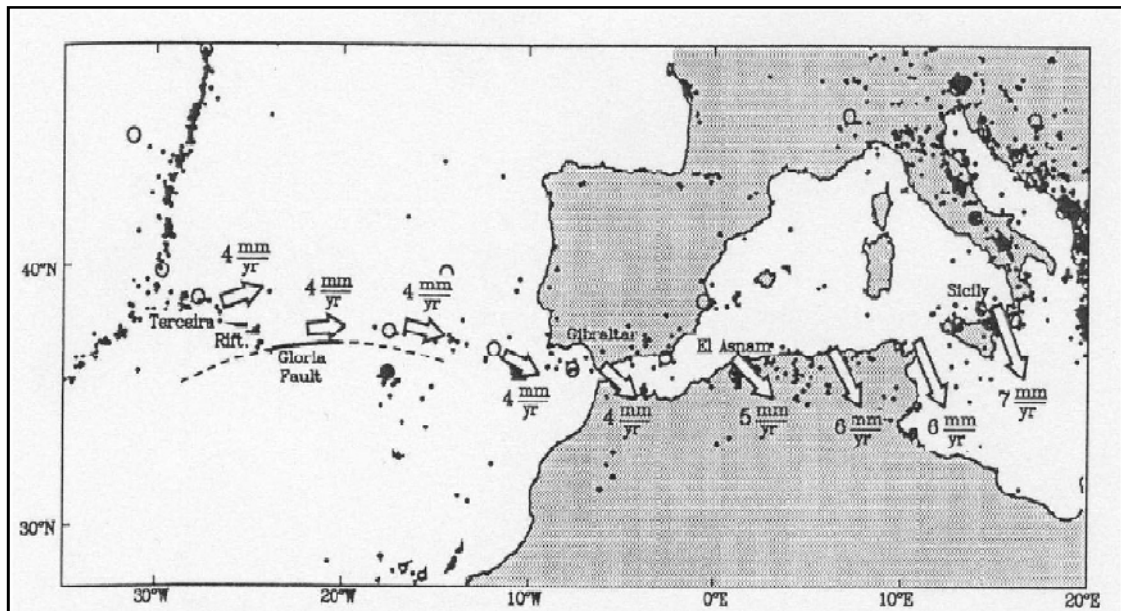 4 mm/yr
4 mm/yr
4 mm/yr
40°N
Terceira
Rift
Gloria
Fault
Gibraltar
El Asnam
Sicily
4 mm/yr
4 mm/yr
5 mm/yr
6 mm/yr
6 mm/yr
7 mm/yr
30°N
30°W
20°W
10°W
0°E
10°E
20°E